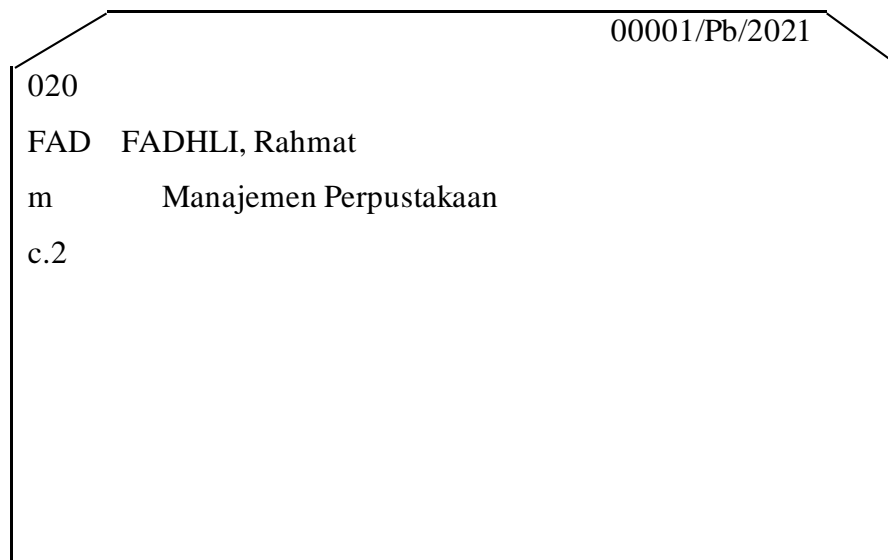 00001/Pb/2021
020
FAD FADHLI, Rahmat
m Manajemen Perpustakaan
c.2